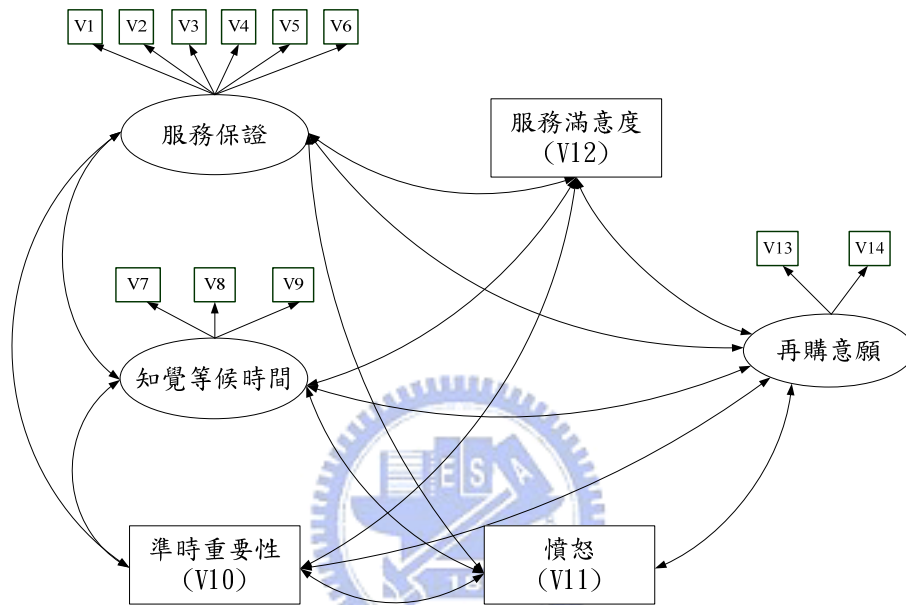 V1
V2
V3
V4
V5
V6
服務保證
服務滿意度
(V12)
V7
V8
V9
V13
V14
知覺等候時間
再購意願
準時重要性
(V10)
憤怒
(V11)
E S A